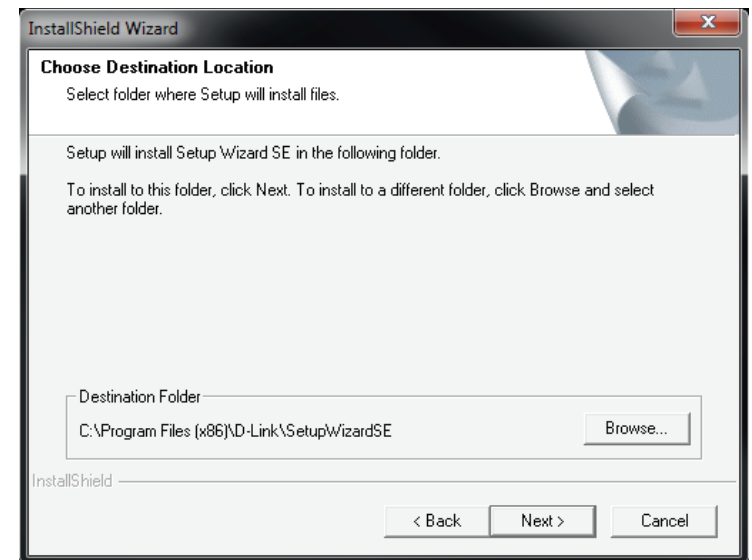 InstallShield Wizard
Choose Destination Location
Select folder where Setup will install files.
Setup will install Setup Wizard SE in the following folder.
To install to this folder, click Next. To install to a different folder, click Browse and select
another folder.
Destination Folder
C:\Program Files (x86)\D-Link\SetupWizardSE
Browse...
InstallShield
< Back
Next >
Cancel